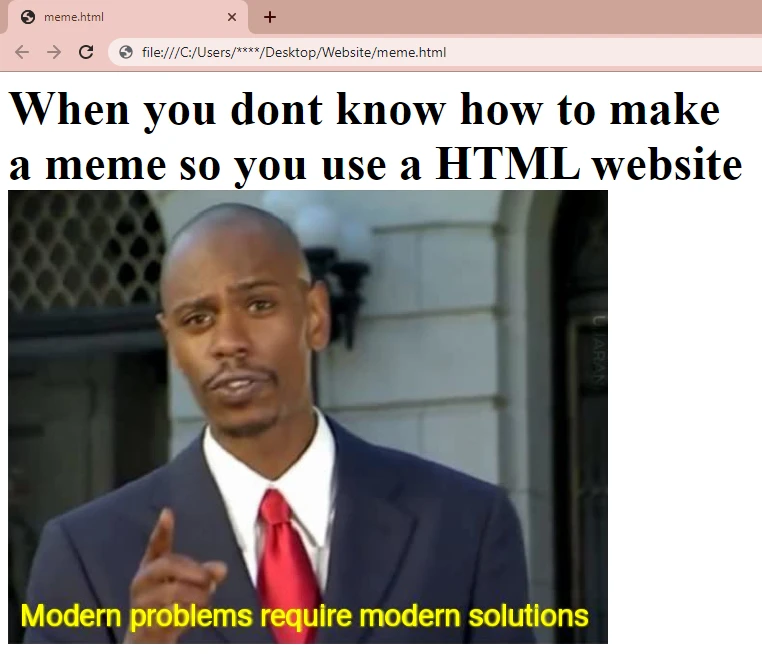 meme.html
file:///C:/Users/****/Desktop/Website/meme.html
When you dont know how to make
a meme so you use a HTML website
Modern problems require modern solutions